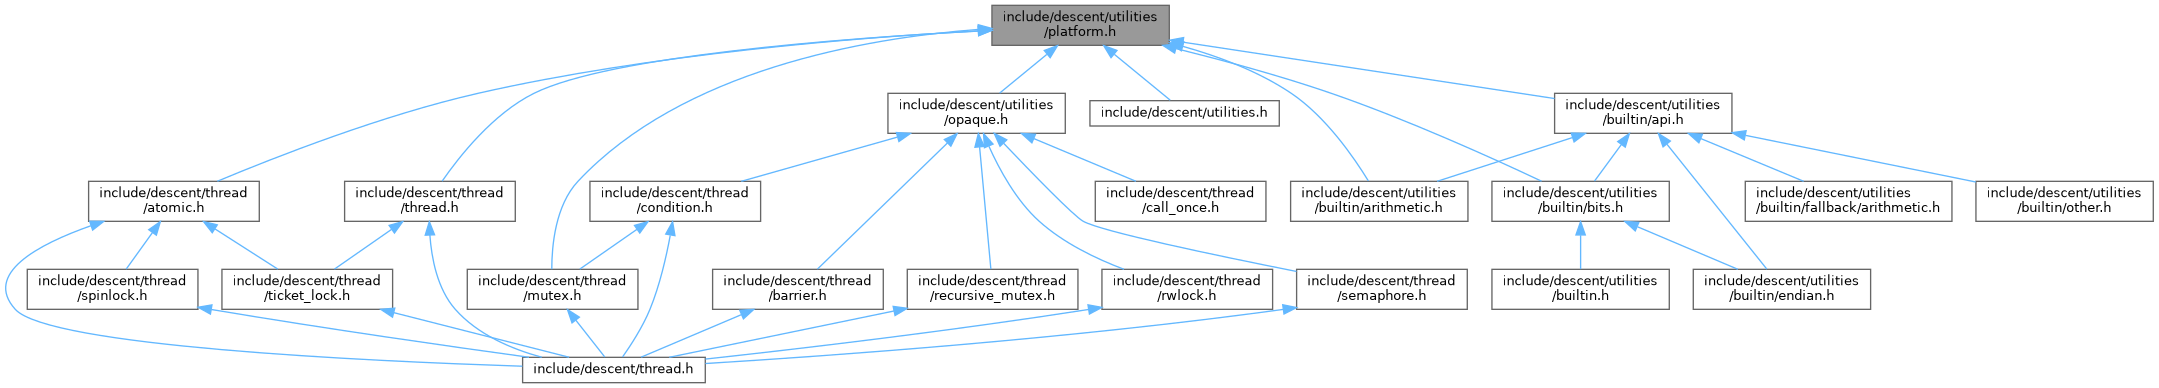 include/descent/utilities
/platform.h
include/descent/utilities
/opaque.h
include/descent/utilities.h
include/descent/utilities
/builtin/api.h
include/descent/thread
/atomic.h
include/descent/thread
/thread.h
include/descent/thread
/condition.h
include/descent/thread
/call_once.h
include/descent/utilities
/builtin/arithmetic.h
include/descent/utilities
/builtin/bits.h
include/descent/utilities
/builtin/fallback/arithmetic.h
include/descent/utilities
/builtin/other.h
include/descent/thread
/spinlock.h
include/descent/thread
/ticket_lock.h
include/descent/thread
/mutex.h
include/descent/thread
/barrier.h
include/descent/thread
/recursive_mutex.h
include/descent/thread
/rwlock.h
include/descent/thread
/semaphore.h
include/descent/utilities
/builtin.h
include/descent/utilities
/builtin/endian.h
include/descent/thread.h